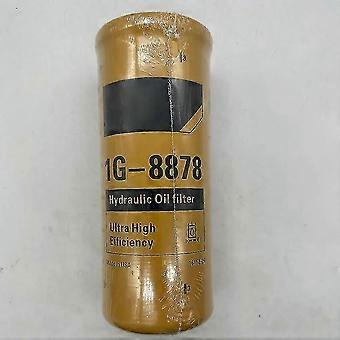 1G-8878
Hydraulic Oil filter
Ultra High
Efficiency